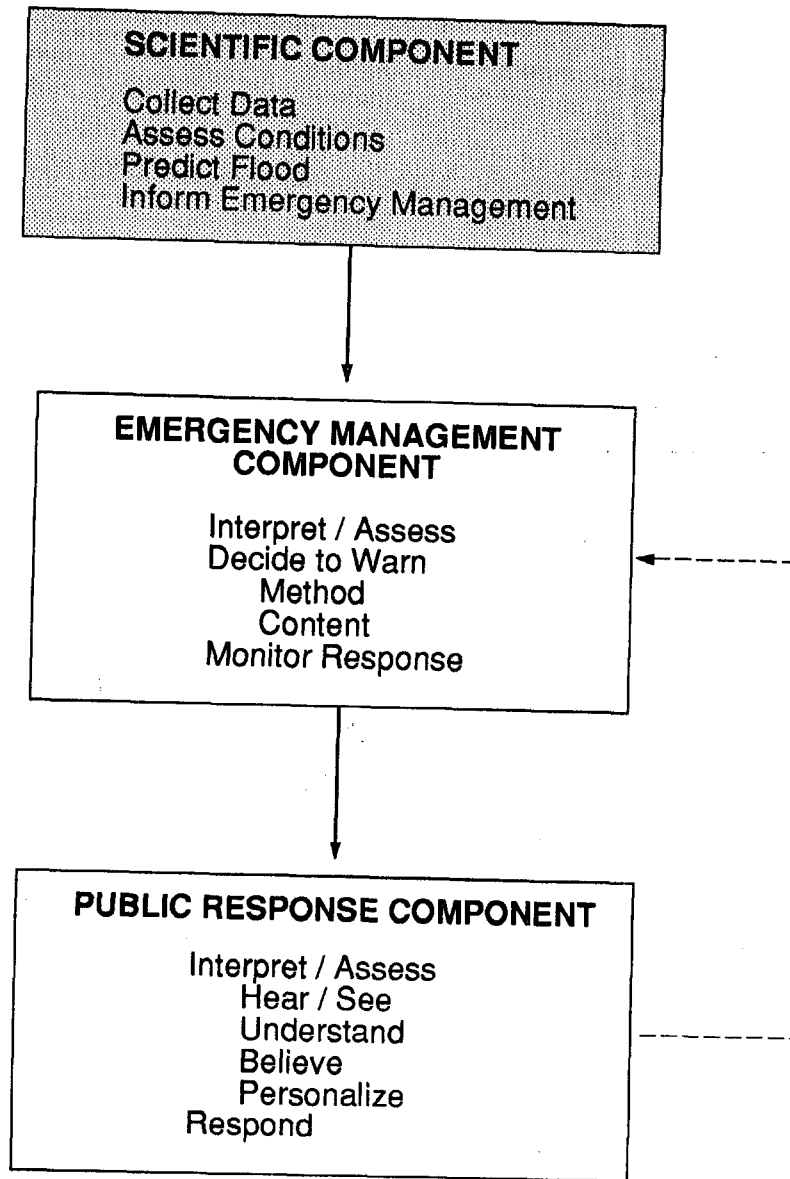 SCIENTIFIC COMPONENT
Collect Data
Assess Conditions
Predict Flood
Inform Emergency Management
EMERGENCY MANAGEMENT
COMPONENT
Interpret / Assess
Decide to Warn
Method
Content
Monitor Response
PUBLIC RESPONSE COMPONENT
Interpret / Assess
Hear / See
Understand
Believe
Personalize
Respond